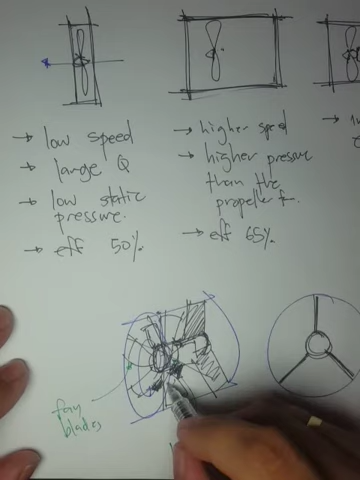 → low speed
→ large Q
→ low static
pressure.
→ eff 50%.
→ higher speed
→ higher pressure
than the
propeller f
→ eff 65%.
fan
blades